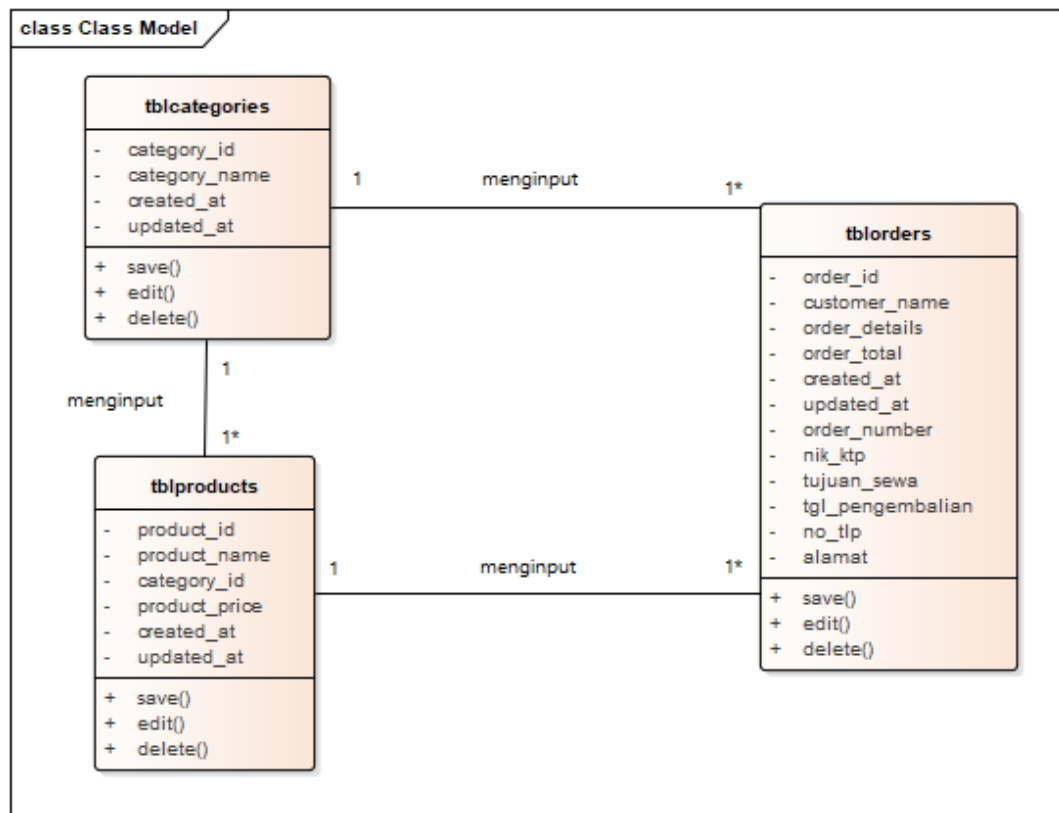 class Class Model
tblcategories
- category_id
- category_name
- created_at
- updated_at
+ save()
+ edit()
+ delete()
1 menginput 1*
tblorders
- order_id
- customer_name
- order_details
- order_total
- created_at
- updated_at
- order_number
- nik_ktp
- tujuan_sewa
- tgl_pengembalian
- no_tlp
- alamat
+ save()
+ edit()
+ delete()
1
menginput
1*
tblproducts
- product_id
- product_name
- category_id
- product_price
- created_at
- updated_at
+ save()
+ edit()
+ delete()
1 menginput 1*